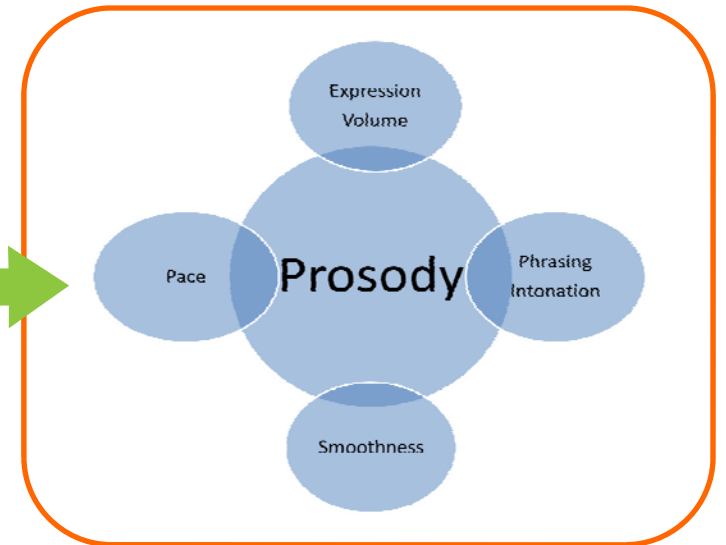 Expression
Volume
Pace
Prosody
Phrasing
Intonation
Smoothness